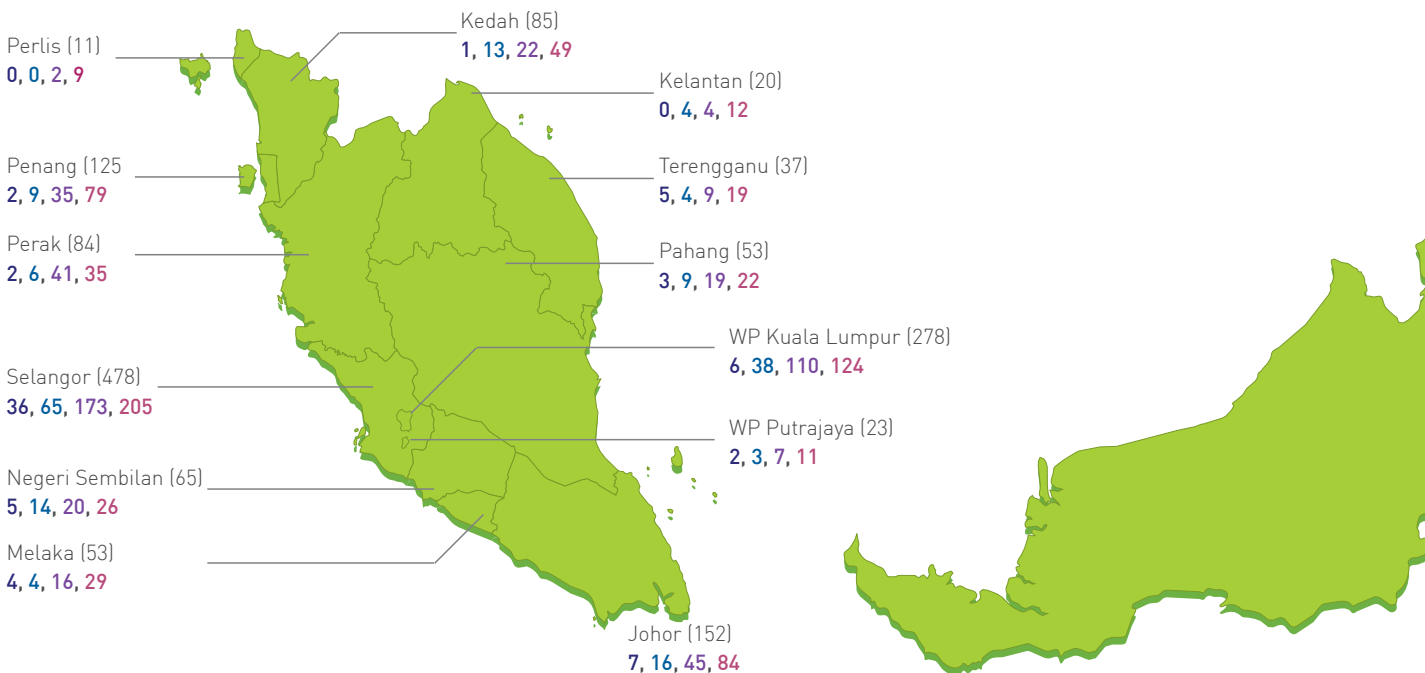 Perlis (11)
0, 0, 2, 9
Kedah (85)
1, 13, 22, 49
Kelantan (20)
0, 4, 4, 12
Penang (125
2, 9, 35, 79
Terengganu (37)
5, 4, 9, 19
Perak (84)
2, 6, 41, 35
Pahang (53)
3, 9, 19, 22
WP Kuala Lumpur (278)
6, 38, 110, 124
Selangor (478)
36, 65, 173, 205
WP Putrajaya (23)
2, 3, 7, 11
Negeri Sembilan (65)
5, 14, 20, 26
Melaka (53)
4, 4, 16, 29
Johor (152)
7, 16, 45, 84